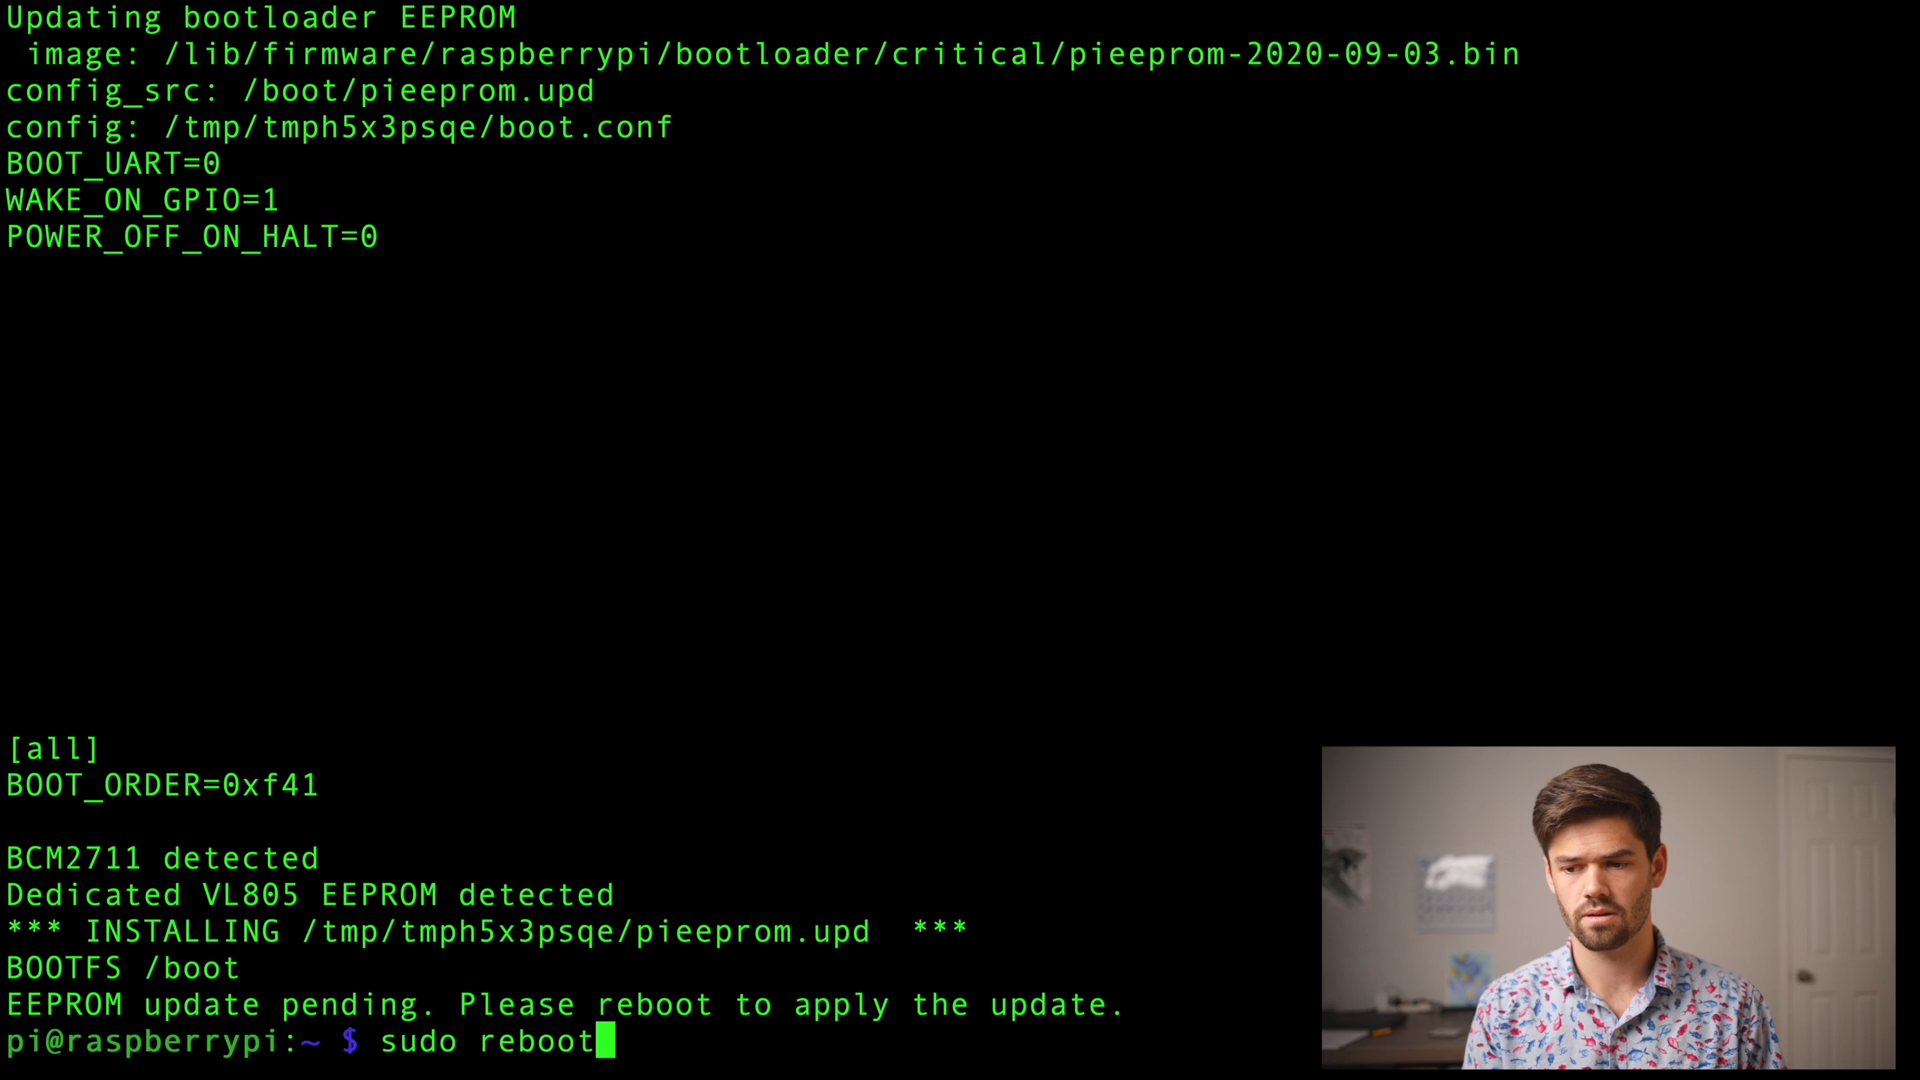 Updating bootloader EEPROM
image: /lib/firmware/raspberrypi/bootloader/critical/pieeprom-2020-09-03.bin
config_src: /boot/pieeprom.upd
config: /tmp/tmph5x3psqe/boot.conf
BOOT_UART=0
WAKE_ON_GPIO=1
POWER_OFF_ON_HALT=0
[all]
BOOT_ORDER=0xf41
BCM2711 detected
Dedicated VL805 EEPROM detected
*** INSTALLING /tmp/tmph5x3psqe/pieeprom.upd  ***
BOOTFS /boot
EEPROM update pending. Please reboot to apply the update.
pi@raspberrypi:~ $ sudo reboot